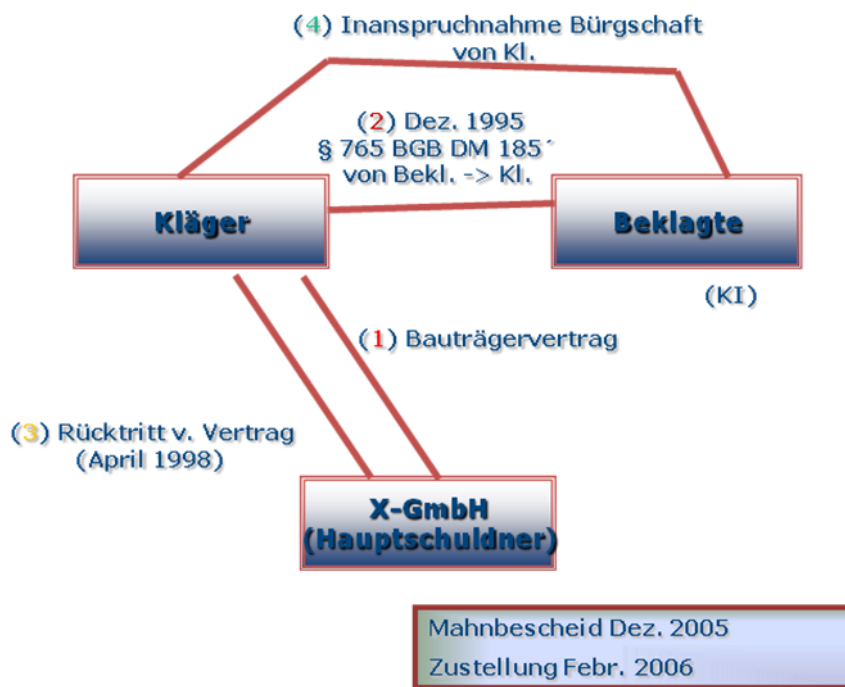 (4) Inanspruchnahme Bürgschaft
von Kl.
(2) Dez. 1995
§ 765 BGB DM 185´
von Bekl. -> Kl.
Kläger
Beklagte
(KI)
(1) Bauträgervertrag
(3) Rücktritt v. Vertrag
(April 1998)
X-GmbH
(Hauptschuldner)
Mahnbescheid Dez. 2005
Zustellung Febr. 2006